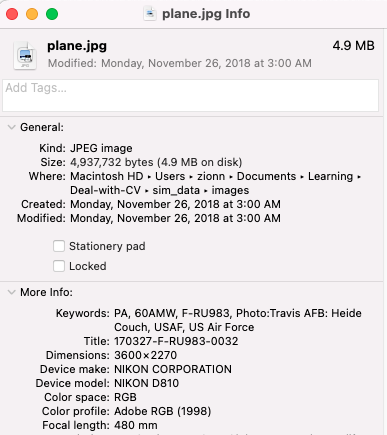 plane.jpg Info
plane.jpg 4.9 MB
Modified: Monday, November 26, 2018 at 3:00 AM
Add Tags...
General:
Kind: JPEG image
Size: 4,937,732 bytes (4.9 MB on disk)
Where: Macintosh HD ▸ Users ▸ zionn ▸ Documents ▸ Learning ▸
Deal-with-CV ▸ sim_data ▸ images
Created: Monday, November 26, 2018 at 3:00 AM
Modified: Monday, November 26, 2018 at 3:00 AM
Stationery pad
Locked
More Info:
Keywords: PA, 60AMW, F-RU983, Photo:Travis AFB: Heide
Couch, USAF, US Air Force
Title: 170327-F-RU983-0032
Dimensions: 3600×2270
Device make: NIKON CORPORATION
Device model: NIKON D810
Color space: RGB
Color profile: Adobe RGB (1998)
Focal length: 480 mm